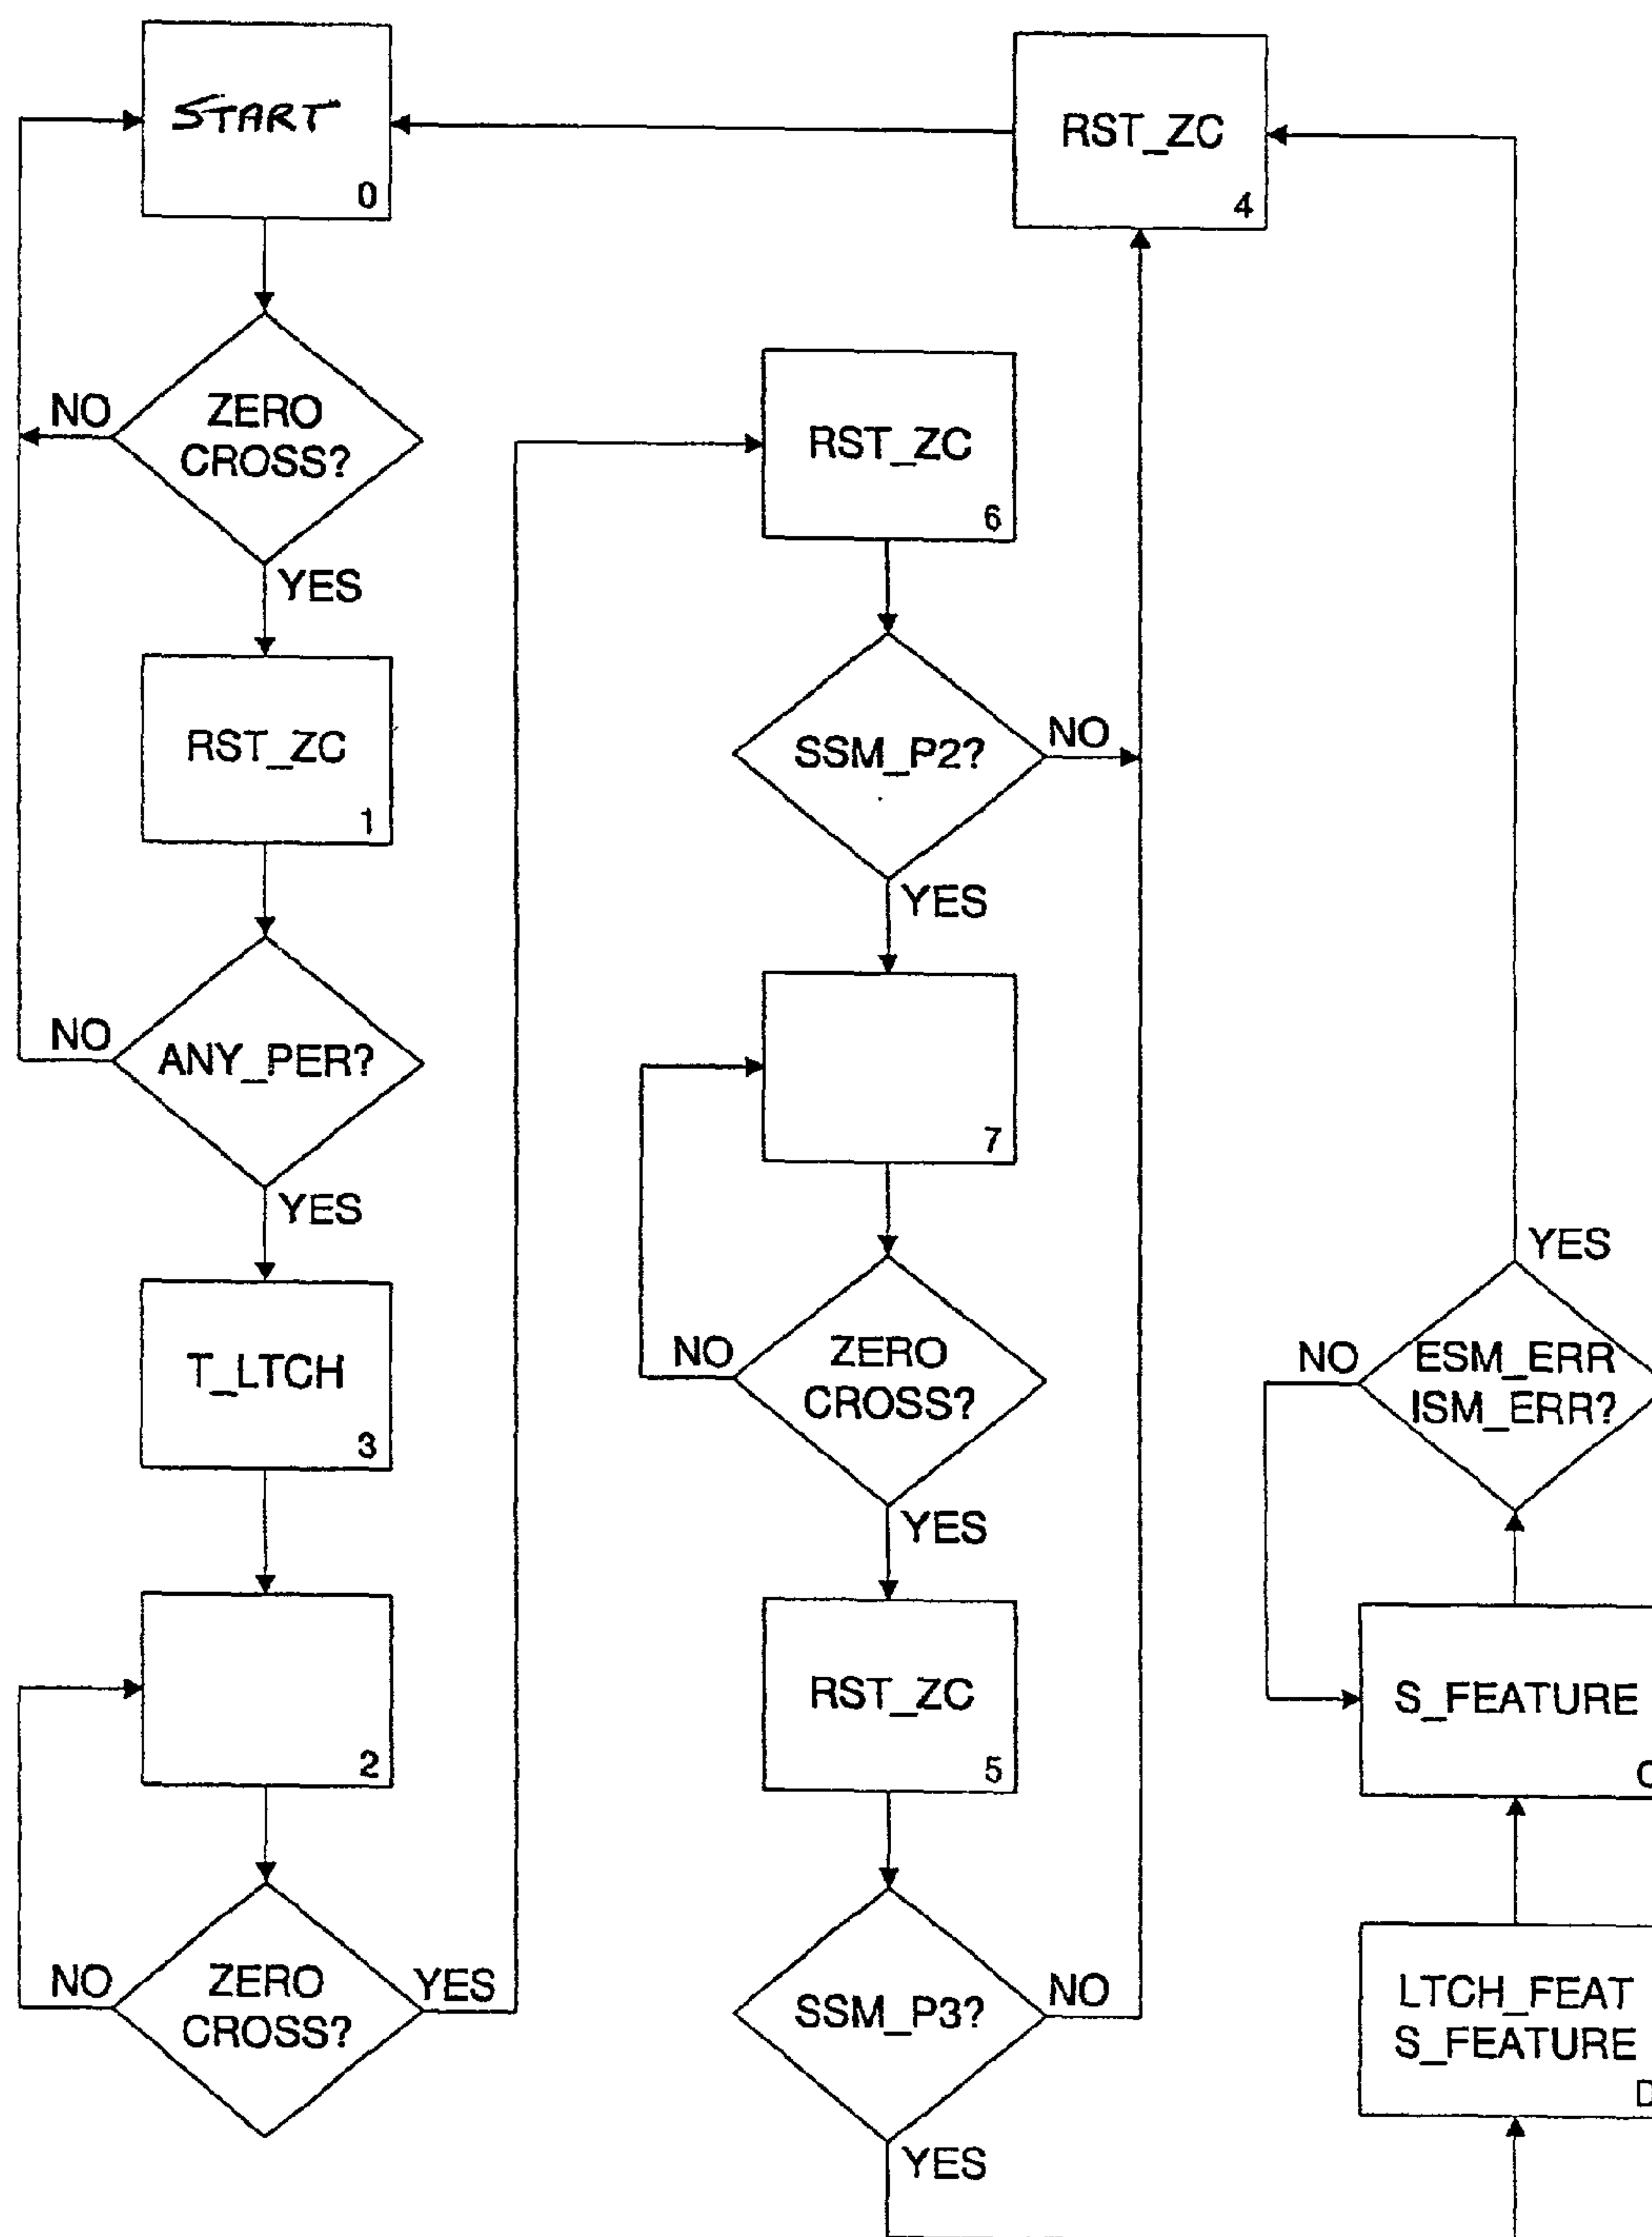 START
0
ZERO
CROSS?
NO
YES
RST_ZC
1
ANY_PER?
NO
YES
T_LTCH
3
2
ZERO
CROSS?
NO
YES
RST_ZC
6
SSM_P2?
NO
YES
7
ZERO
CROSS?
NO
YES
RST_ZC
5
SSM_P3?
NO
YES
RST_ZC
4
YES
ESM_ERR
ISM_ERR?
NO
S_FEATURE
C
LTCH_FEAT
S_FEATURE
D